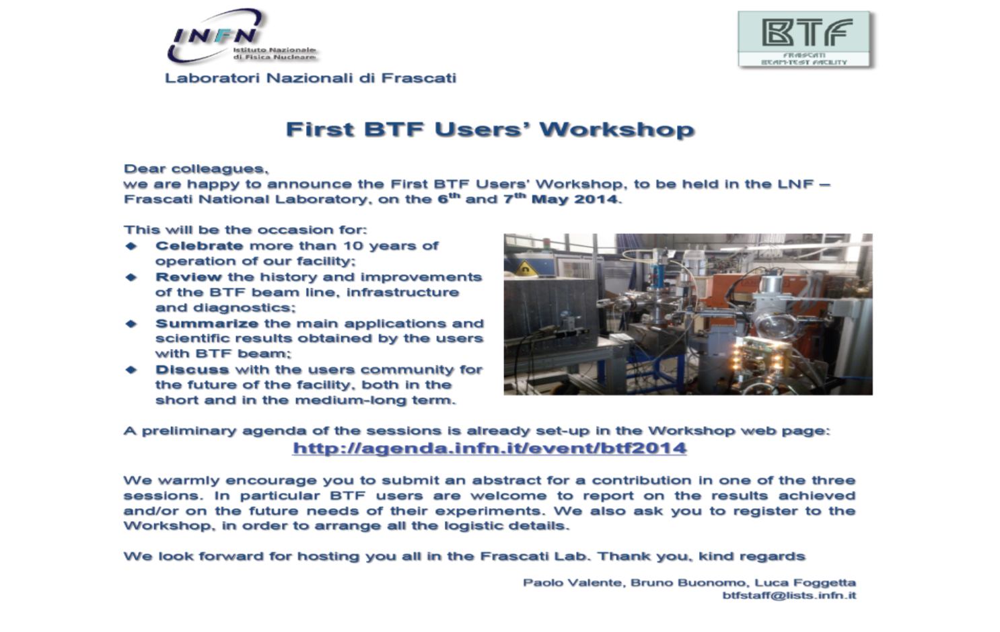 INFN
Istituto Nazionale
di Fisica Nucleare
Laboratori Nazionali di Frascati
BTF
FRASCATI
BEAM-TEST FACILITY
First BTF Users’ Workshop
Dear colleagues,
we are happy to announce the First BTF Users’ Workshop, to be held in the LNF –
Frascati National Laboratory, on the 6th and 7th May 2014.
This will be the occasion for:
◆ Celebrate more than 10 years of
operation of our facility;
◆ Review the history and improvements
of the BTF beam line, infrastructure
and diagnostics;
◆ Summarize the main applications and
scientific results obtained by the users
with BTF beam;
◆ Discuss with the users community for
the future of the facility, both in the
short and in the medium-long term.
A preliminary agenda of the sessions is already set-up in the Workshop web page:
http://agenda.infn.it/event/btf2014
We warmly encourage you to submit an abstract for a contribution in one of the three
sessions. In particular BTF users are welcome to report on the results achieved
and/or on the future needs of their experiments. We also ask you to register to the
Workshop, in order to arrange all the logistic details.
We look forward for hosting you all in the Frascati Lab. Thank you, kind regards
Paolo Valente, Bruno Buonomo, Luca Foggetta
btfstaff@lists.infn.it